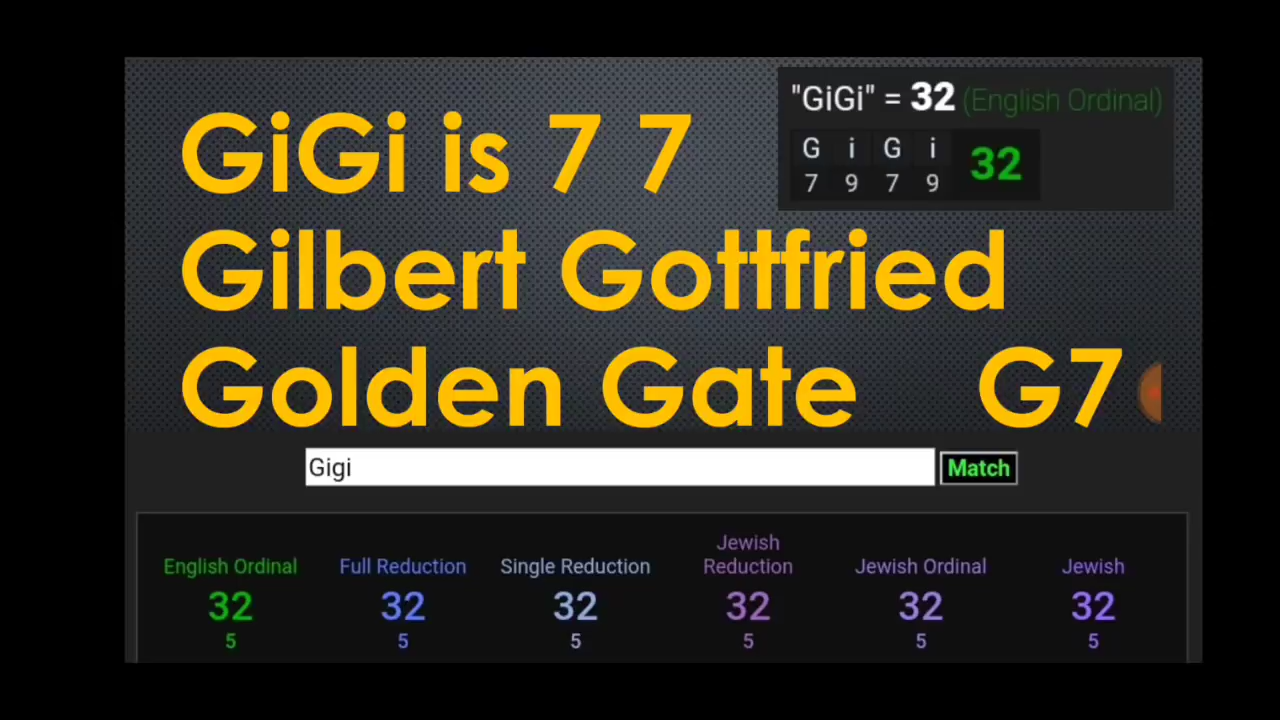 GiGi is 7 7
"GiGi" = 32 (English Ordinal)
G i G i 32
7 9 7 9
Gilbert Gottfried
Golden Gate G7
Gigi Match
English Ordinal Full Reduction Single Reduction Jewish Reduction Jewish Ordinal Jewish
32 32 32 32 32 32
5 5 5 5 5 5